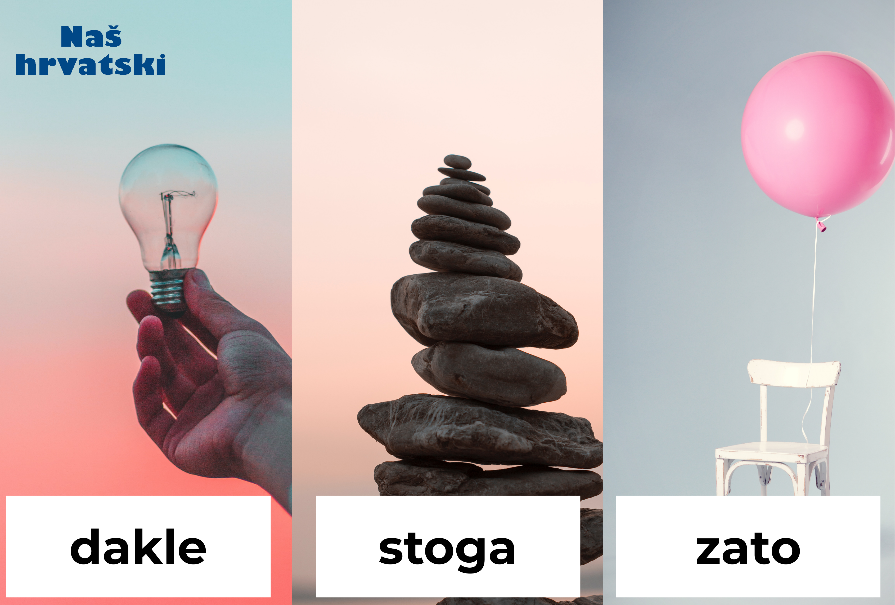 Naš
hrvatski
dakle
stoga
zato